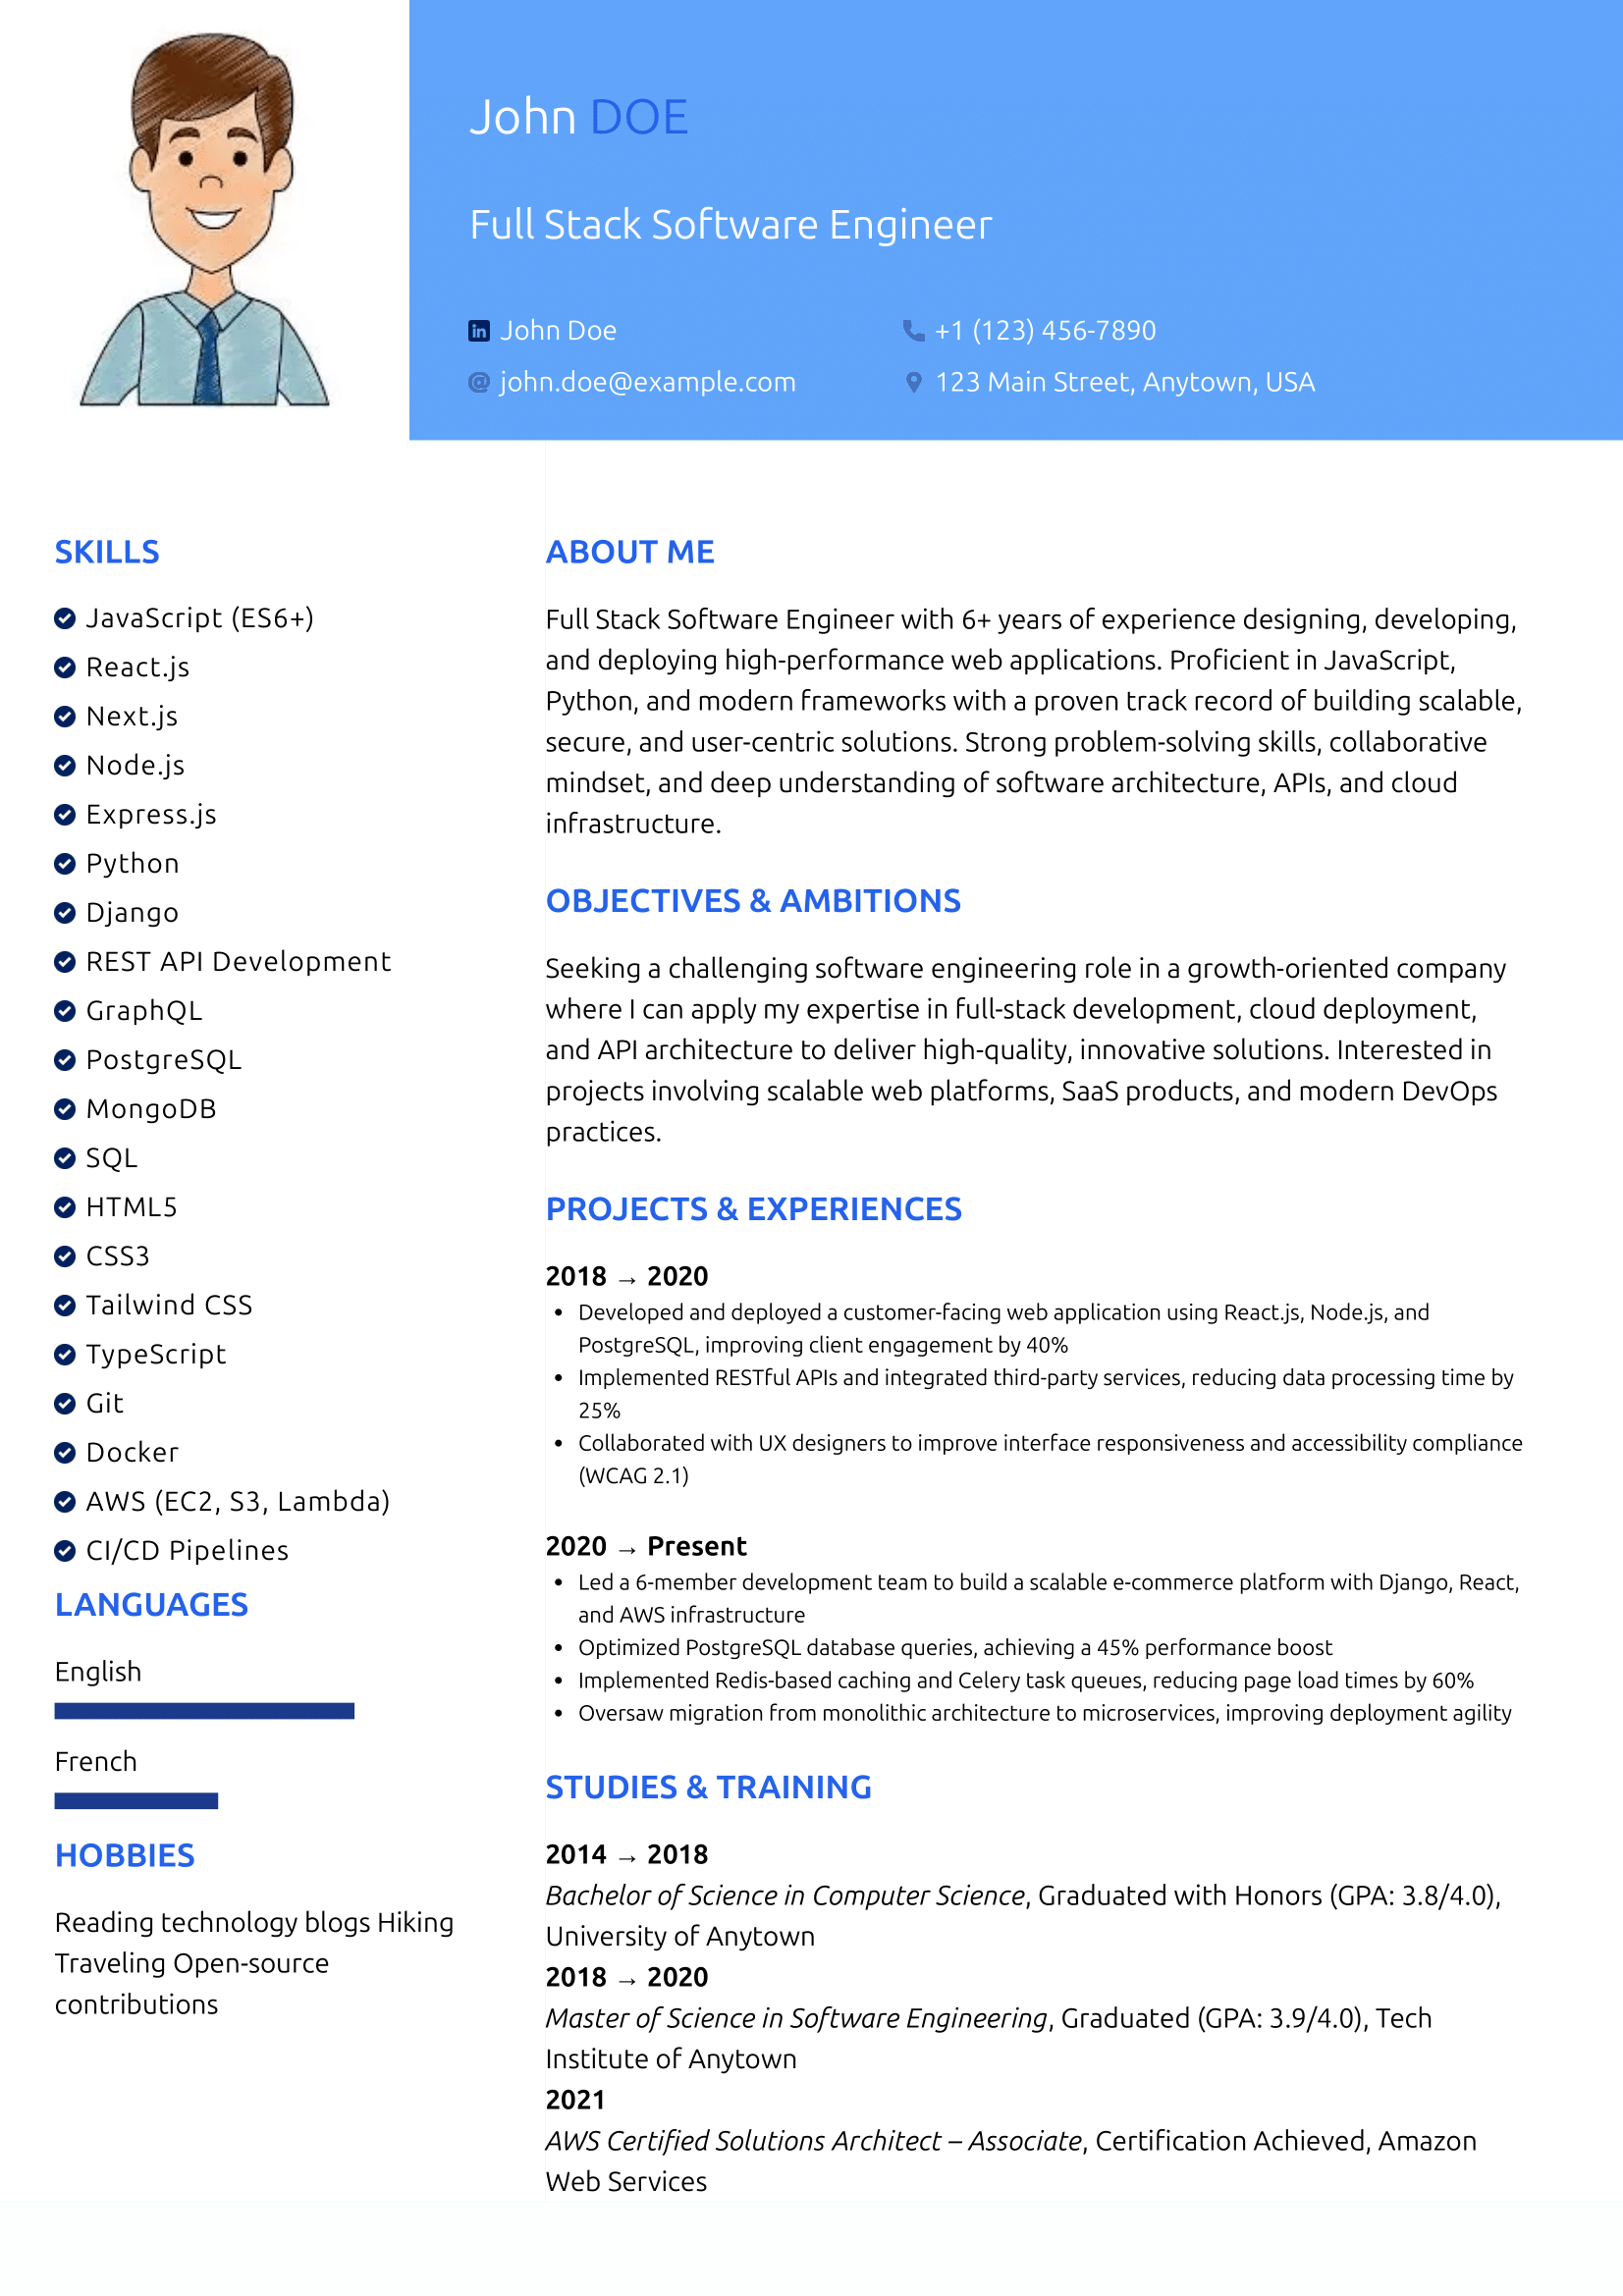 John DOE
Full Stack Software Engineer
John Doe
+1 (123) 456-7890
john.doe@example.com
123 Main Street, Anytown, USA
SKILLS
JavaScript (ES6+)
React.js
Next.js
Node.js
Express.js
Python
Django
REST API Development
GraphQL
PostgreSQL
MongoDB
SQL
HTML5
CSS3
Tailwind CSS
TypeScript
Git
Docker
AWS (EC2, S3, Lambda)
CI/CD Pipelines
LANGUAGES
English
French
HOBBIES
Reading technology blogs Hiking
Traveling Open-source
contributions
ABOUT ME
Full Stack Software Engineer with 6+ years of experience designing, developing,
and deploying high-performance web applications. Proficient in JavaScript,
Python, and modern frameworks with a proven track record of building scalable,
secure, and user-centric solutions. Strong problem-solving skills, collaborative
mindset, and deep understanding of software architecture, APIs, and cloud
infrastructure.
OBJECTIVES & AMBITIONS
Seeking a challenging software engineering role in a growth-oriented company
where I can apply my expertise in full-stack development, cloud deployment,
and API architecture to deliver high-quality, innovative solutions. Interested in
projects involving scalable web platforms, SaaS products, and modern DevOps
practices.
PROJECTS & EXPERIENCES
2018 → 2020
• Developed and deployed a customer-facing web application using React.js, Node.js, and
PostgreSQL, improving client engagement by 40%
• Implemented RESTful APIs and integrated third-party services, reducing data processing time by
25%
• Collaborated with UX designers to improve interface responsiveness and accessibility compliance
(WCAG 2.1)
2020 → Present
• Led a 6-member development team to build a scalable e-commerce platform with Django, React,
and AWS infrastructure
• Optimized PostgreSQL database queries, achieving a 45% performance boost
• Implemented Redis-based caching and Celery task queues, reducing page load times by 60%
• Oversaw migration from monolithic architecture to microservices, improving deployment agility
STUDIES & TRAINING
2014 → 2018
Bachelor of Science in Computer Science, Graduated with Honors (GPA: 3.8/4.0),
University of Anytown
2018 → 2020
Master of Science in Software Engineering, Graduated (GPA: 3.9/4.0), Tech
Institute of Anytown
2021
AWS Certified Solutions Architect – Associate, Certification Achieved, Amazon
Web Services